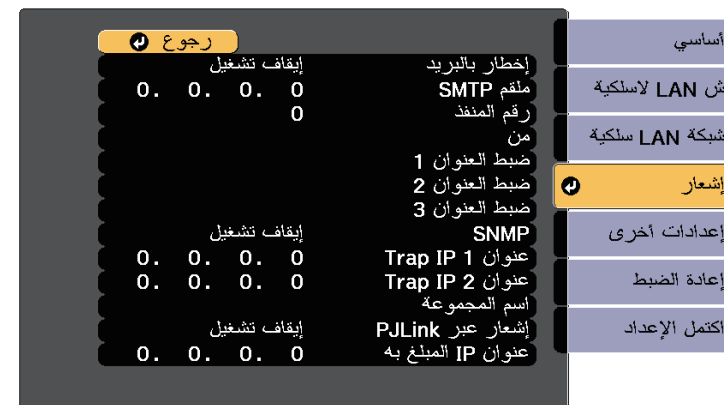 أساسي
ش LAN لاسلكية
شبكة LAN سلكية
إشعار
إعدادات أخرى
إعادة الضبط
اكتمل الإعداد
رجوع
إخطار بالبريد إيقاف تشغيل
ملقم SMTP 0. 0. 0. 0
رقم المنفذ 0
من
ضبط العنوان 1
ضبط العنوان 2
ضبط العنوان 3
SNMP إيقاف تشغيل
عنوان Trap IP 1 0. 0. 0. 0
عنوان Trap IP 2 0. 0. 0. 0
اسم المجموعة
إشعار عبر PJLink إيقاف تشغيل
عنوان IP المبلغ به 0. 0. 0. 0